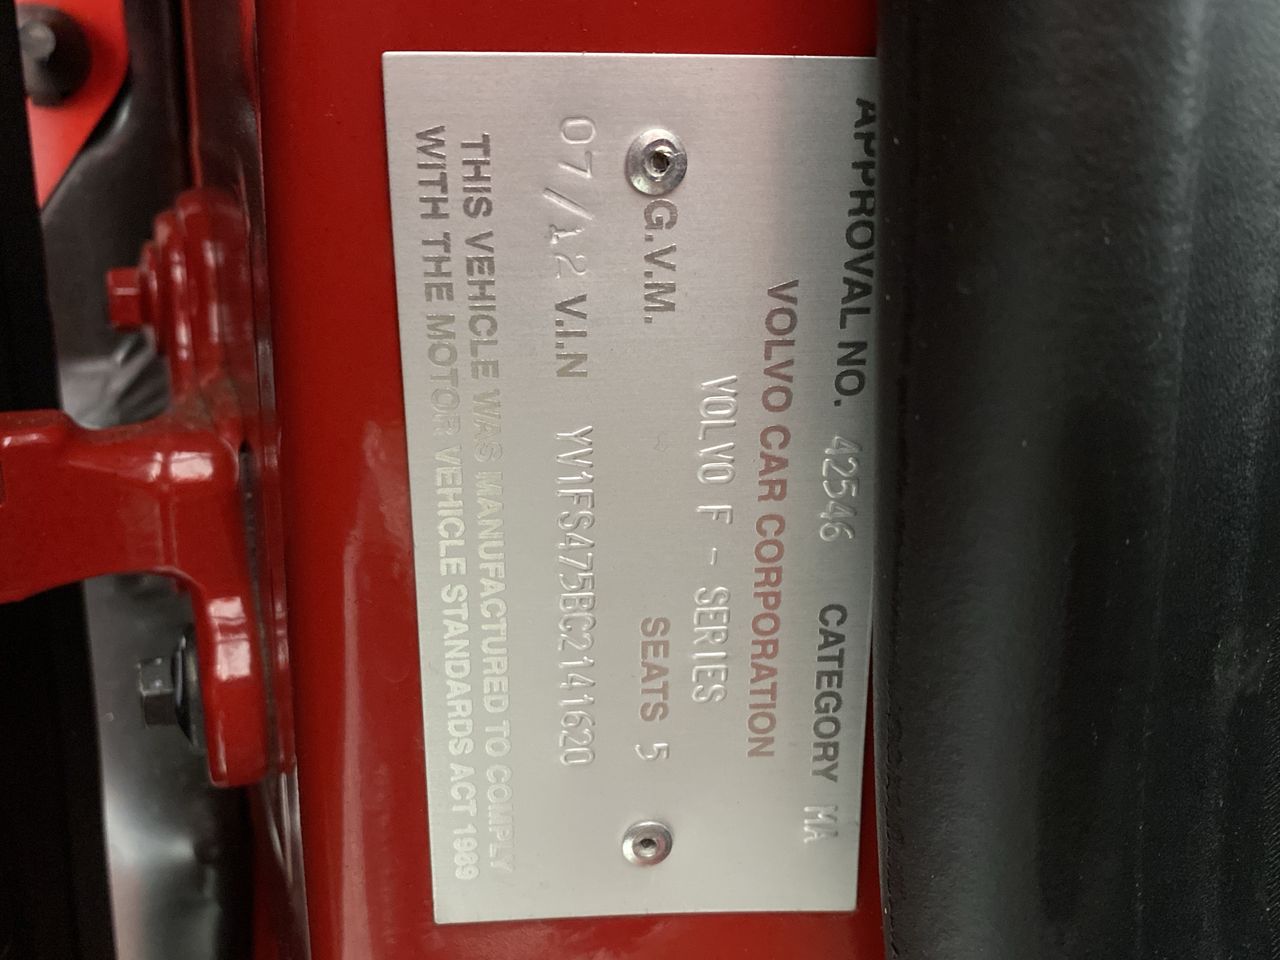 APPROVAL NO. 42546 CATEGORY MA
VOLVO CAR CORPORATION
VOLVO F - SERIES
G.V.M. SEATS 5
07/12 V.I.N YV1FS475BC2141620
THIS VEHICLE WAS MANUFACTURED TO COMPLY
WITH THE MOTOR VEHICLE STANDARDS ACT 1989